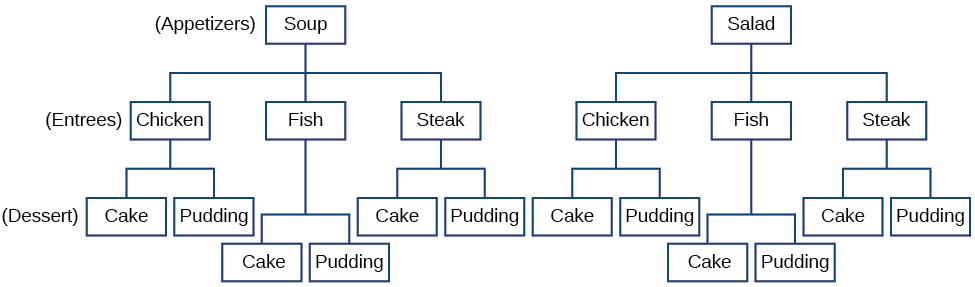 (Appetizers) Soup Salad
(Entrees) Chicken Fish Steak Chicken Fish Steak
(Dessert) Cake Pudding Cake Pudding Cake Pudding Cake Pudding
Cake Pudding Cake Pudding